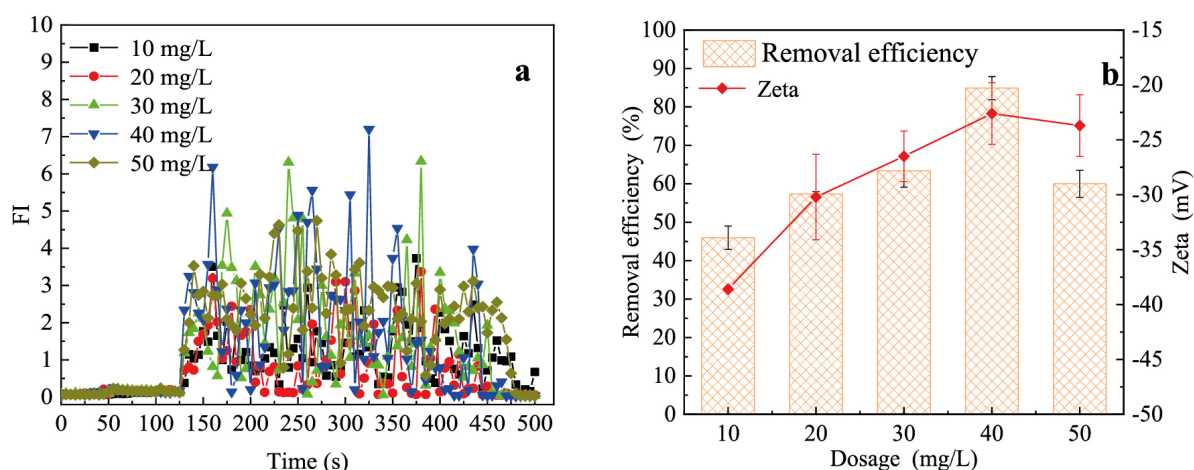 10
9
8
7
6
5
4
3
2
1
0
FI
10 mg/L
20 mg/L
30 mg/L
40 mg/L
50 mg/L
a
0 50 100 150 200 250 300 350 400 450 500
Time (s)
100
90
80
70
60
50
40
30
20
10
0
Removal efficiency (%)
Removal efficiency
Zeta
b
-15
-20
-25
-30
-35
-40
-45
-50
Zeta (mV)
10 20 30 40 50
Dosage (mg/L)